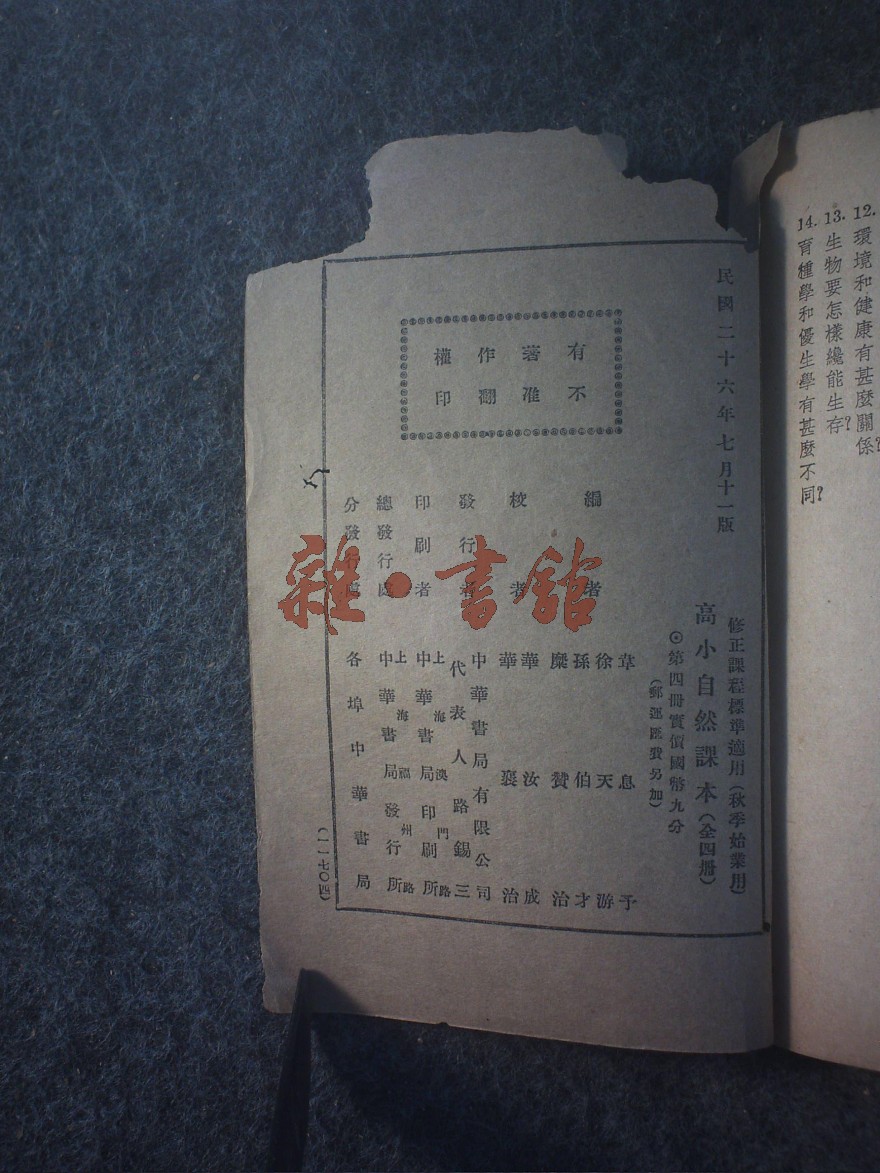 12. 環境和健康有甚麼關係?
13. 生物要怎樣纔能生存?
14. 育種學和優生學有甚麼不同?
民國二十六年七月十一版
修正課程標準適用(秋季始業用)
高小自然課本(全四冊)
⊙第四冊實價國幣九分
(郵運匯費另加)
有著作權
不准翻印
編者
韋息予
徐天游
孫伯才
糜贊治
校者
華汝成
華襄治
發行者
中華書局有限公司
代表人路錫三
印刷者
上海澳門路
中華書局印刷所
總發行處
上海福州路
中華書局發行所
分發行處
各埠中華書局
(一一七〇四)
雜·書館